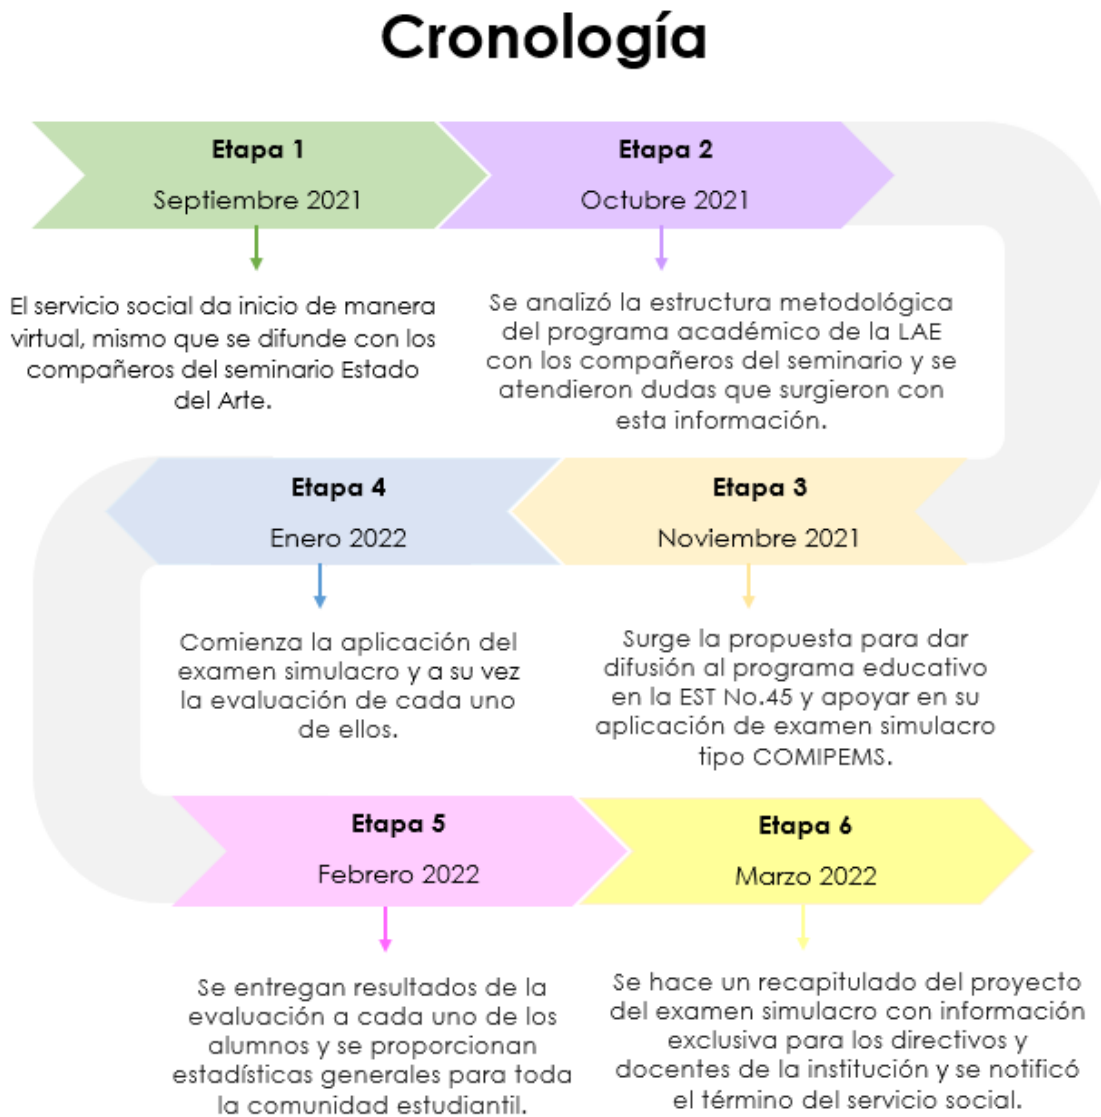 Cronología
Etapa 1
Septiembre 2021
El servicio social da inicio de manera
virtual, mismo que se difunde con los
compañeros del seminario Estado
del Arte.
Etapa 2
Octubre 2021
Se analizó la estructura metodológica
del programa académico de la LAE
con los compañeros del seminario y se
atendieron dudas que surgieron con
esta información.
Etapa 3
Noviembre 2021
Surge la propuesta para dar
difusión al programa educativo
en la EST No.45 y apoyar en su
aplicación de examen simulacro
tipo COMIPEMS.
Etapa 4
Enero 2022
Comienza la aplicación del
examen simulacro y a su vez
la evaluación de cada uno
de ellos.
Etapa 5
Febrero 2022
Se entregan resultados de la
evaluación a cada uno de los
alumnos y se proporcionan
estadísticas generales para toda
la comunidad estudiantil.
Etapa 6
Marzo 2022
Se hace un recapitulado del proyecto
del examen simulacro con información
exclusiva para los directivos y
docentes de la institución y se notificó
el término del servicio social.